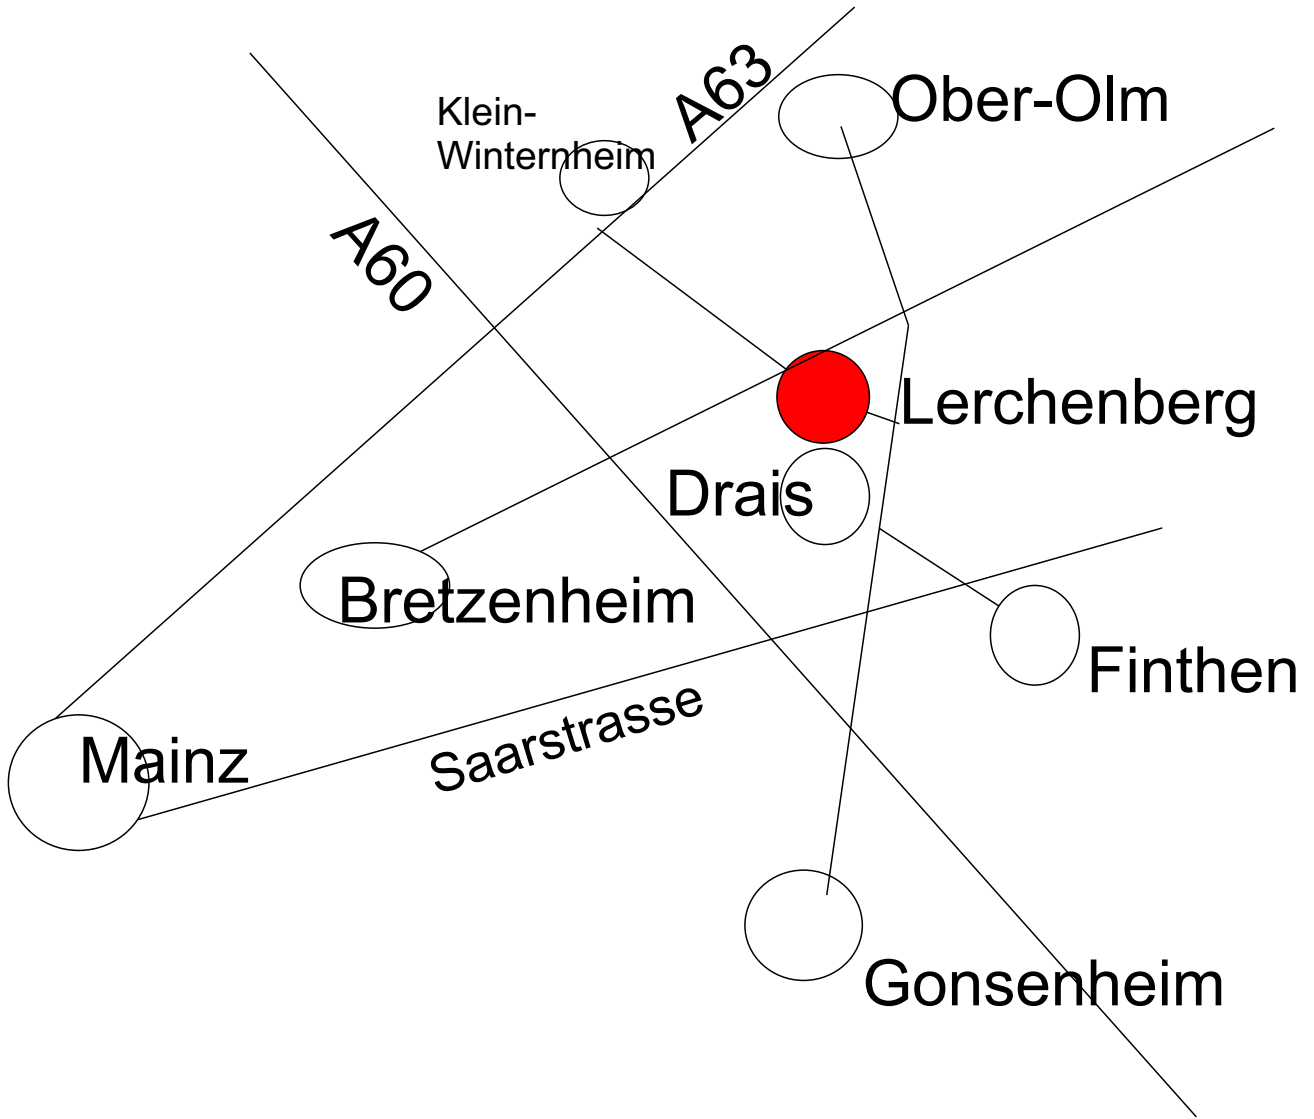 A63
Ober-Olm
Klein-
Winternheim
A60
Lerchenberg
Drais
Bretzenheim
Finthen
Mainz
Saarstrasse
Gonsenheim